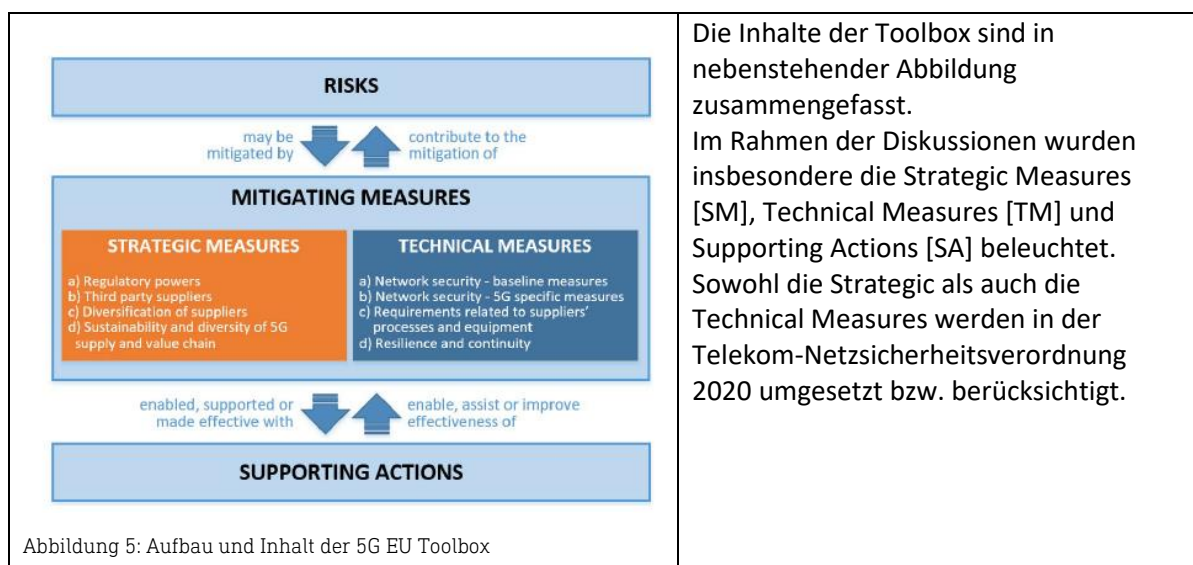 RISKS
may be
mitigated by
contribute to the
mitigation of
MITIGATING MEASURES
STRATEGIC MEASURES
a) Regulatory powers
b) Third party suppliers
c) Diversification of suppliers
d) Sustainability and diversity of 5G
supply and value chain
TECHNICAL MEASURES
a) Network security - baseline measures
b) Network security - 5G specific measures
c) Requirements related to suppliers'
processes and equipment
d) Resilience and continuity
enabled, supported or
made effective with
enable, assist or improve
effectiveness of
SUPPORTING ACTIONS
Abbildung 5: Aufbau und Inhalt der 5G EU Toolbox
Die Inhalte der Toolbox sind in
nebenstehender Abbildung
zusammengefasst.
Im Rahmen der Diskussionen wurden
insbesondere die Strategic Measures
[SM], Technical Measures [TM] und
Supporting Actions [SA] beleuchtet.
Sowohl die Strategic als auch die
Technical Measures werden in der
Telekom-Netzsicherheitsverordnung
2020 umgesetzt bzw. berücksichtigt.